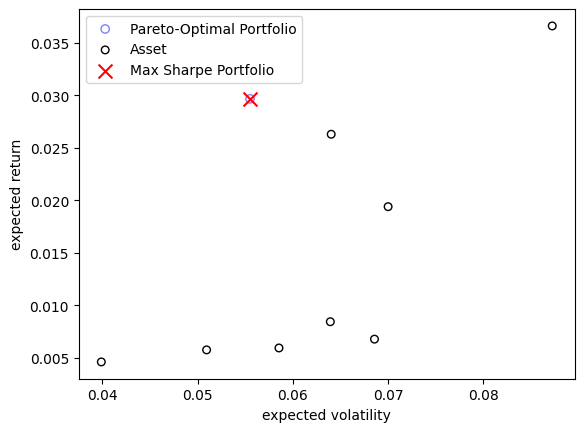 Pareto-Optimal Portfolio
Asset
Max Sharpe Portfolio
expected return
0.035
0.030
0.025
0.020
0.015
0.010
0.005
0.04 0.05 0.06 0.07 0.08
expected volatility